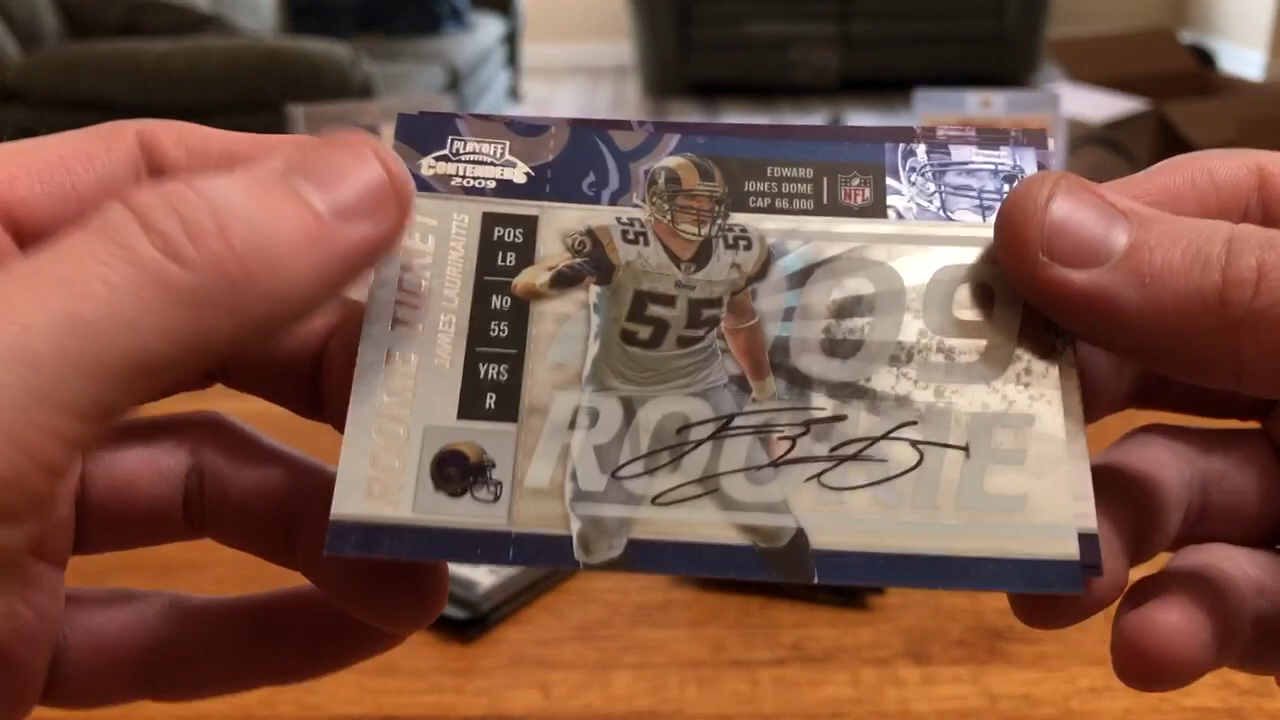 PLAYOFF
CONTENDERS
2009
EDWARD
JONES DOME
CAP 66.000
NFL
ROOKIE TICKET
JAMES LAURINAITIS
POS
LB
No
55
YRS
R
55
55
55
09
ROOKIE